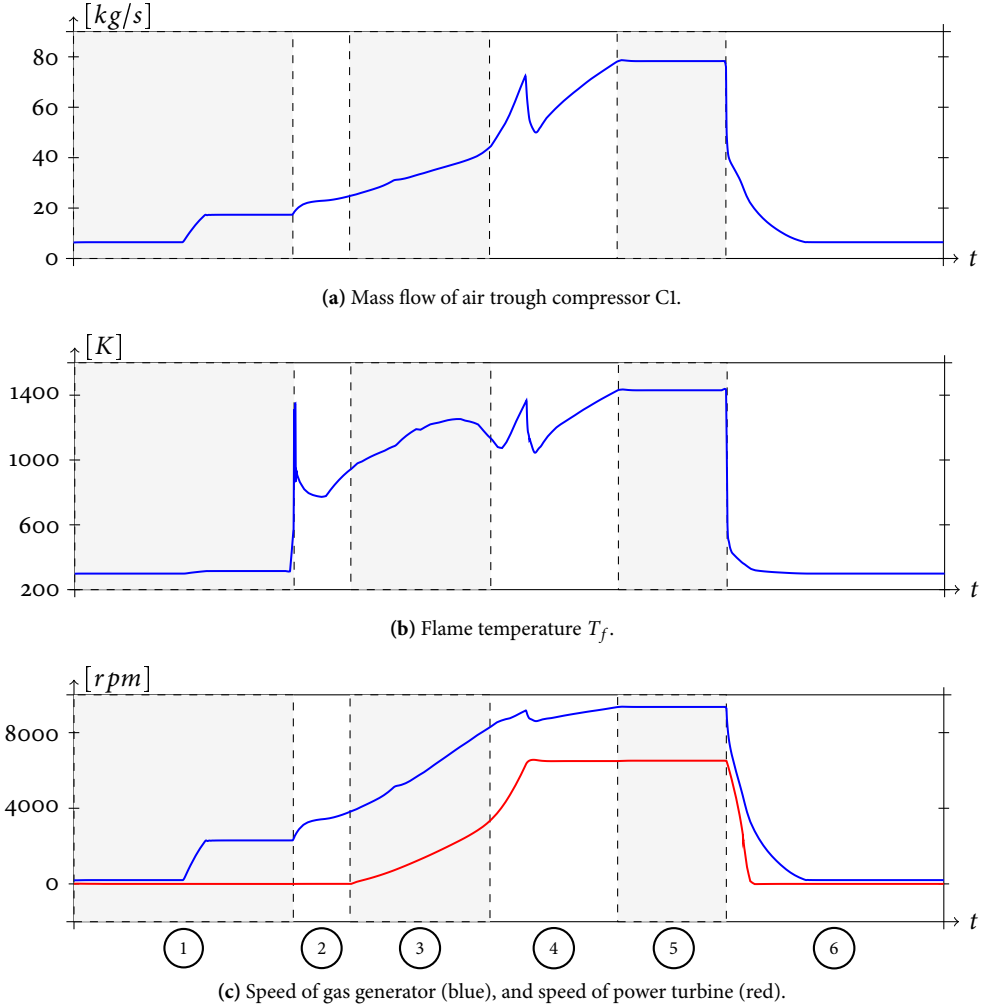 [kg/s]
80
60
40
20
0
t
(a) Mass flow of air trough compressor C1.
[K]
1400
1000
600
200
t
(b) Flame temperature T_f.
[rpm]
8000
4000
0
t
1 2 3 4 5 6
(c) Speed of gas generator (blue), and speed of power turbine (red).